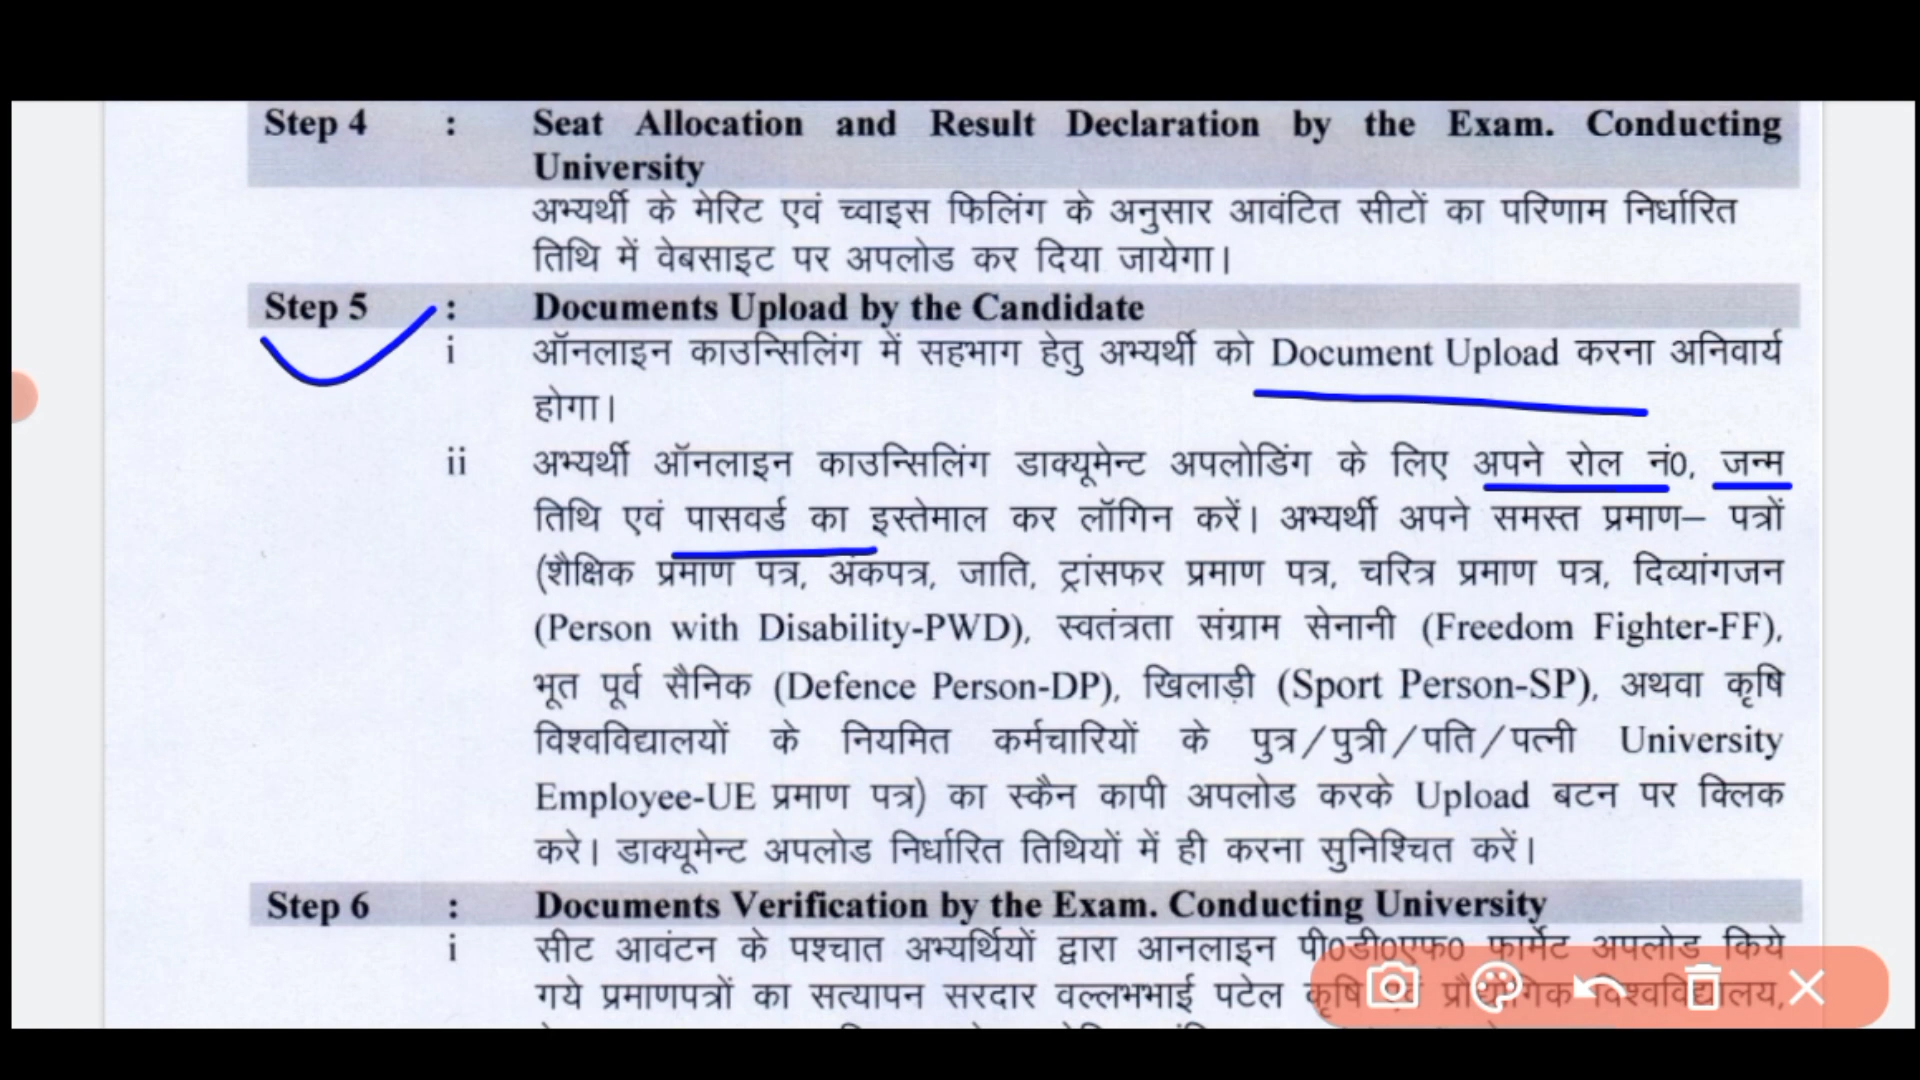 Step 4 : Seat Allocation and Result Declaration by the Exam. Conducting
University
अभ्यर्थी के मेरिट एवं च्वाइस फिलिंग के अनुसार आवंटित सीटों का परिणाम निर्धारित
तिथि में वेबसाइट पर अपलोड कर दिया जायेगा।
Step 5 : Documents Upload by the Candidate
i ऑनलाइन काउन्सिलिंग में सहभाग हेतु अभ्यर्थी को Document Upload करना अनिवार्य
होगा।
ii अभ्यर्थी ऑनलाइन काउन्सिलिंग डाक्यूमेन्ट अपलोडिंग के लिए अपने रोल नं0, जन्म
तिथि एवं पासवर्ड का इस्तेमाल कर लॉगिन करें। अभ्यर्थी अपने समस्त प्रमाण– पत्रों
(शैक्षिक प्रमाण पत्र, अंकपत्र, जाति, ट्रांसफर प्रमाण पत्र, चरित्र प्रमाण पत्र, दिव्यांगजन
(Person with Disability-PWD), स्वतंत्रता संग्राम सेनानी (Freedom Fighter-FF),
भूत पूर्व सैनिक (Defence Person-DP), खिलाड़ी (Sport Person-SP), अथवा कृषि
विश्वविद्यालयों के नियमित कर्मचारियों के पुत्र/पुत्री/पति/पत्नी University
Employee-UE प्रमाण पत्र) का स्कैन कापी अपलोड करके Upload बटन पर क्लिक
करे। डाक्यूमेन्ट अपलोड निर्धारित तिथियों में ही करना सुनिश्चित करें।
Step 6 : Documents Verification by the Exam. Conducting University
i सीट आवंटन के पश्चात अभ्यर्थियों द्वारा आनलाइन पी0डी0एफ0 फार्मेट अपलोड किये
गये प्रमाणपत्रों का सत्यापन सरदार वल्लभभाई पटेल कृषि एवं प्रौद्योगिक विश्वविद्यालय,